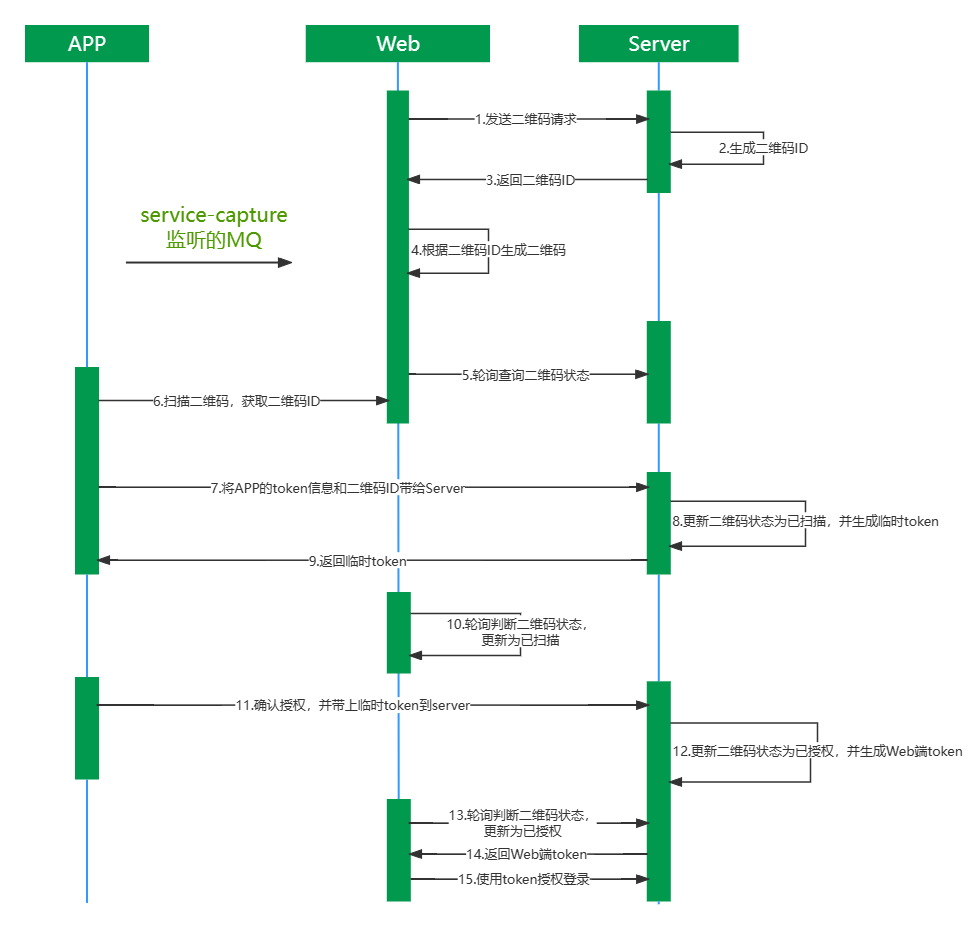 APP
Web
Server
1.发送二维码请求
2.生成二维码ID
3.返回二维码ID
service-capture
监听的MQ
4.根据二维码ID生成二维码
5.轮询查询二维码状态
6.扫描二维码，获取二维码ID
7.将APP的token信息和二维码ID带给Server
8.更新二维码状态为已扫描，并生成临时token
9.返回临时token
10.轮询判断二维码状态，
更新为已扫描
11.确认授权，并带上临时token到server
12.更新二维码状态为已授权，并生成Web端token
13.轮询判断二维码状态，
更新为已授权
14.返回Web端token
15.使用token授权登录